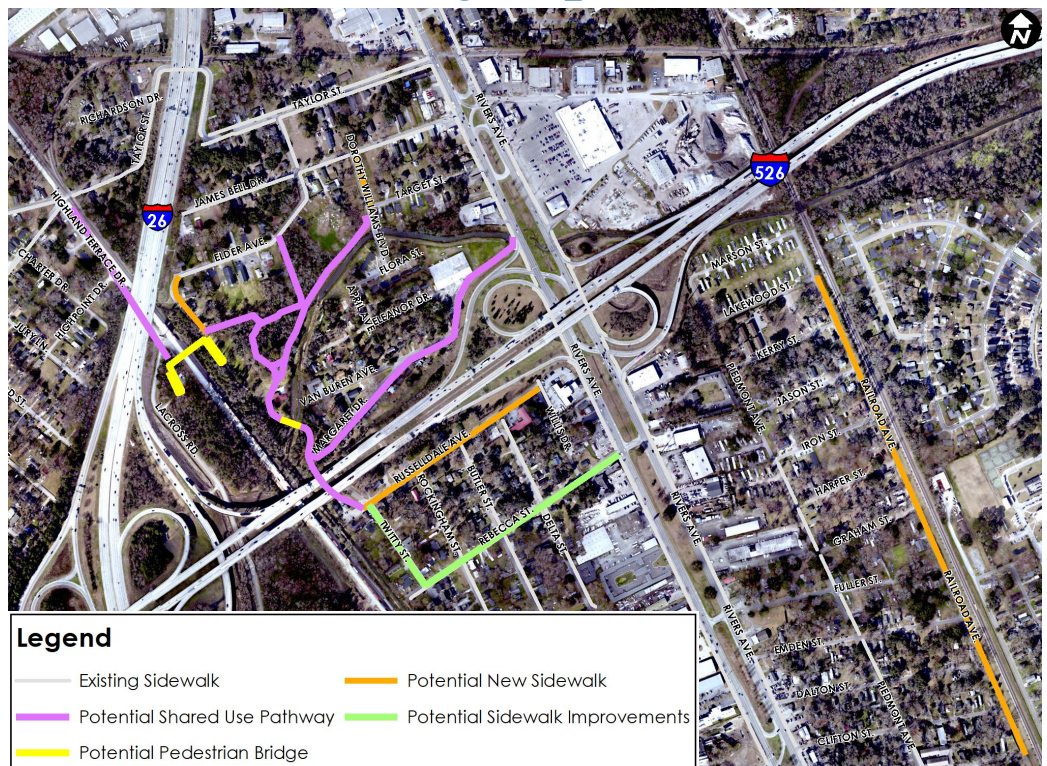 N
RICHARDSON DR.
TAYLOR ST.
TAYLOR ST.
RIVERS AVE.
DOROTHY WILLIAMS BLVD
JAMES BELL DR.
TARGET ST.
526
26
HIGHLAND TERRACE DR.
ELDER AVE.
FLORA ST.
MARSON ST.
CHARTER DR.
HIGHPOINT DR.
APRIL AVE.
ELEANOR DR.
LAKEWOOD ST.
JURY LN.
KERRY ST.
RIVERS AVE.
PIEDMONT AVE.
JASON ST.
RAILROAD AVE.
D ST.
VAN BUREN AVE.
MARGARET DR.
LACROSS RD
WILLIS DR.
IRON ST.
RUSSELLDALE AVE.
ROCKINGHAM ST.
BUTLER ST.
HARPER ST.
TWITTY ST.
REBECCA ST.
DELTA ST.
RIVERS AVE.
GRAHAM ST.
FULLER ST.
RAILROAD AVE.
RIVERS AVE.
EMDEN ST.
DALTON ST.
PIEDMONT AVE.
CLIFTON ST.
Legend
Existing Sidewalk
Potential New Sidewalk
Potential Shared Use Pathway
Potential Sidewalk Improvements
Potential Pedestrian Bridge